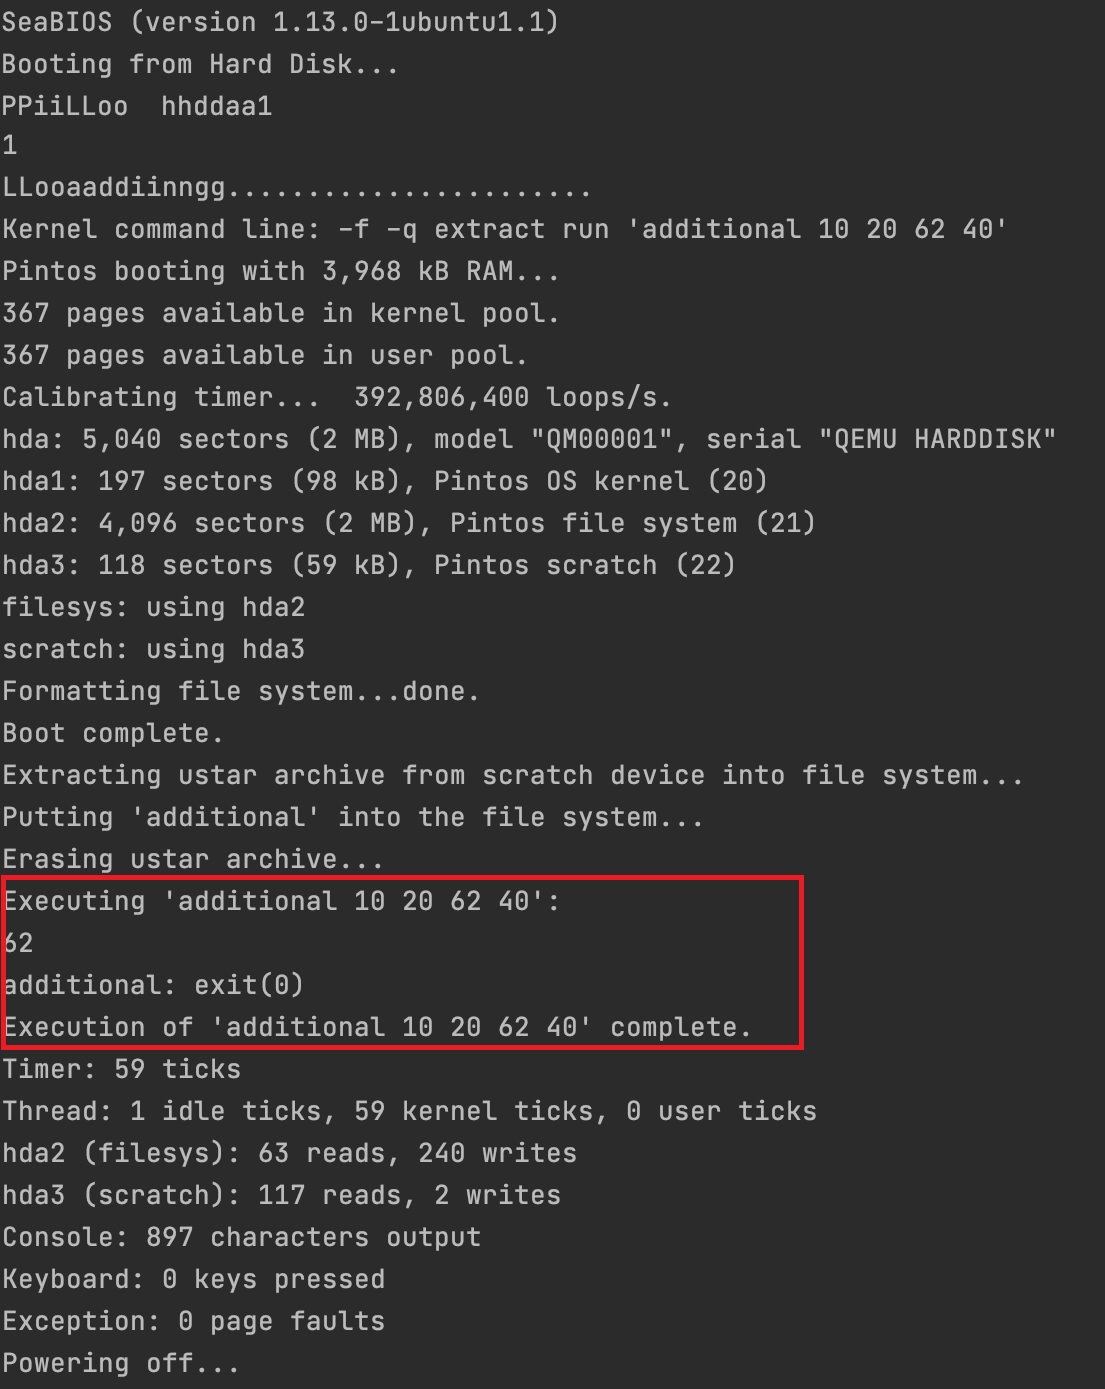 SeaBIOS (version 1.13.0-1ubuntu1.1)
Booting from Hard Disk...
PPiiLLoo  hhddaa1
1
LLooaaddiinngg.......................
Kernel command line: -f -q extract run 'additional 10 20 62 40'
Pintos booting with 3,968 kB RAM...
367 pages available in kernel pool.
367 pages available in user pool.
Calibrating timer...  392,806,400 loops/s.
hda: 5,040 sectors (2 MB), model "QM00001", serial "QEMU HARDDISK"
hda1: 197 sectors (98 kB), Pintos OS kernel (20)
hda2: 4,096 sectors (2 MB), Pintos file system (21)
hda3: 118 sectors (59 kB), Pintos scratch (22)
filesys: using hda2
scratch: using hda3
Formatting file system...done.
Boot complete.
Extracting ustar archive from scratch device into file system...
Putting 'additional' into the file system...
Erasing ustar archive...
Executing 'additional 10 20 62 40':
62
additional: exit(0)
Execution of 'additional 10 20 62 40' complete.
Timer: 59 ticks
Thread: 1 idle ticks, 59 kernel ticks, 0 user ticks
hda2 (filesys): 63 reads, 240 writes
hda3 (scratch): 117 reads, 2 writes
Console: 897 characters output
Keyboard: 0 keys pressed
Exception: 0 page faults
Powering off...